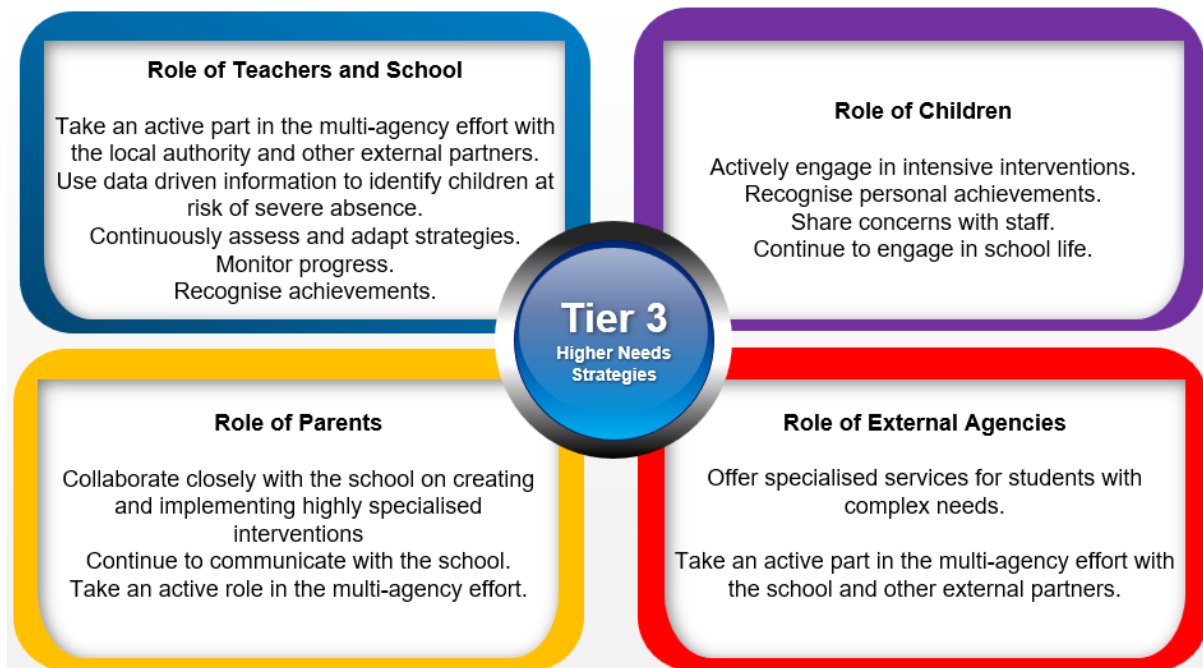 Role of Teachers and School
Take an active part in the multi-agency effort with
the local authority and other external partners.
Use data driven information to identify children at
risk of severe absence.
Continuously assess and adapt strategies.
Monitor progress.
Recognise achievements.
Role of Children
Actively engage in intensive interventions.
Recognise personal achievements.
Share concerns with staff.
Continue to engage in school life.
Tier 3
Higher Needs
Strategies
Role of Parents
Collaborate closely with the school on creating
and implementing highly specialised
interventions
Continue to communicate with the school.
Take an active role in the multi-agency effort.
Role of External Agencies
Offer specialised services for students with
complex needs.
Take an active part in the multi-agency effort with
the school and other external partners.